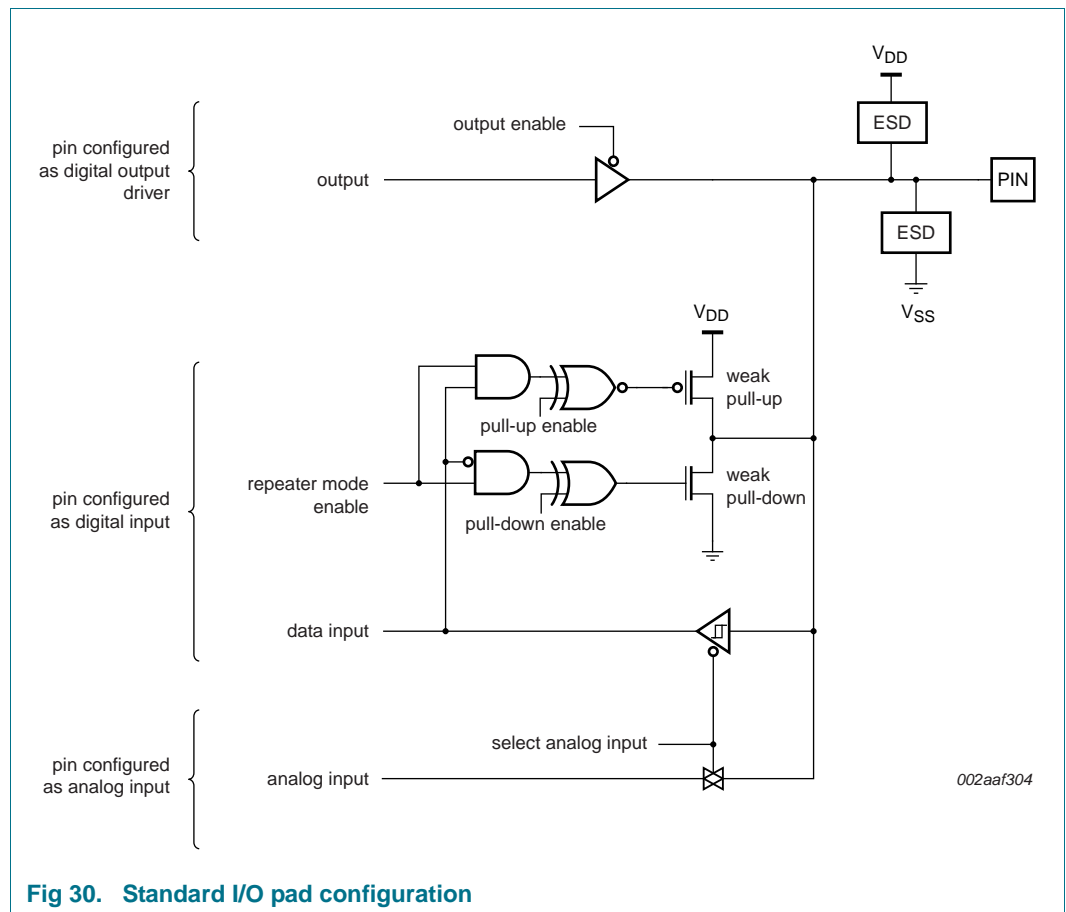 VDD
ESD
output enable
pin configured
as digital output
driver
output
PIN
ESD
VSS
VDD
weak
pull-up
pull-up enable
pin configured
as digital input
repeater mode
enable
weak
pull-down
pull-down enable
data input
select analog input
pin configured
as analog input
analog input
002aaf304
Fig 30. Standard I/O pad configuration